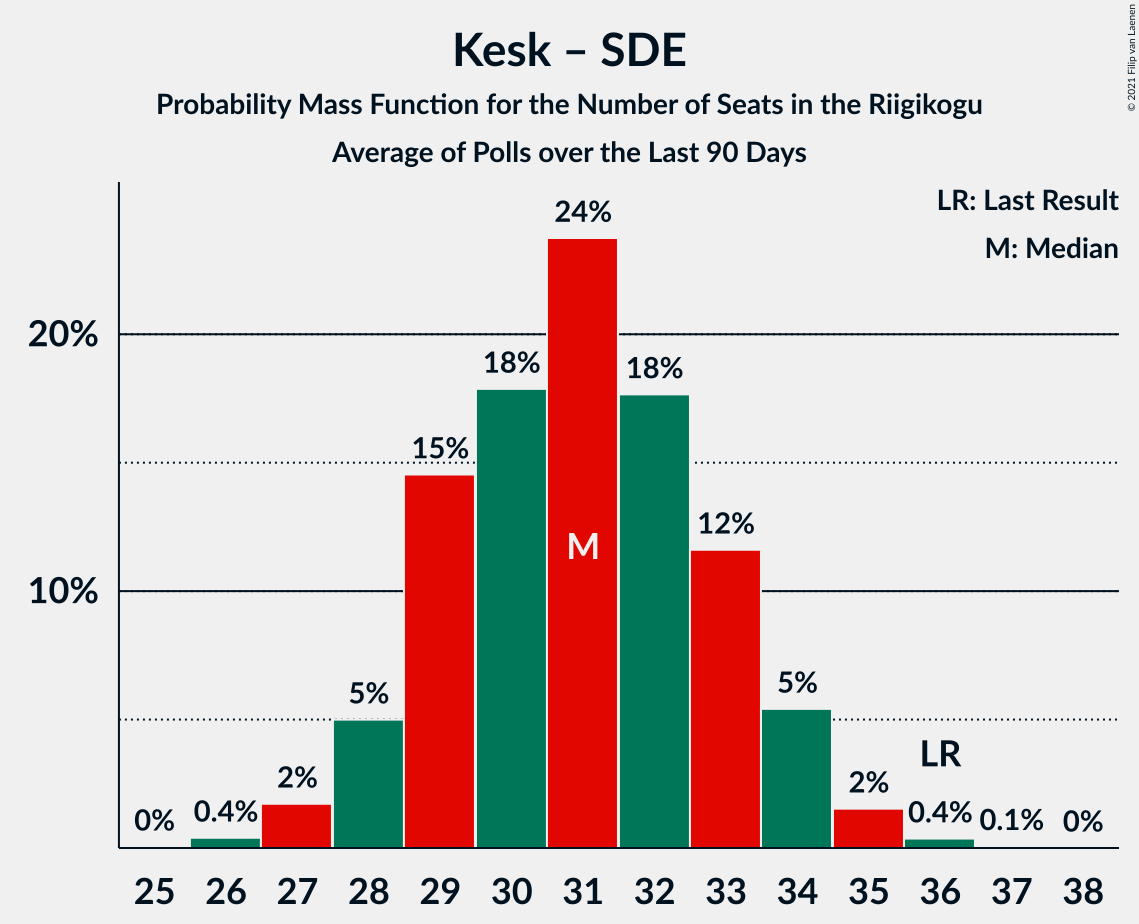 Kesk – SDE
Probability Mass Function for the Number of Seats in the Riigikogu
Average of Polls over the Last 90 Days
© 2021 Filip van Laenen
LR: Last Result
M: Median
20%
10%
0%
0.4%
2%
5%
15%
18%
24%
18%
12%
5%
2%
0.4%
0.1%
0%
M
LR
25 26 27 28 29 30 31 32 33 34 35 36 37 38